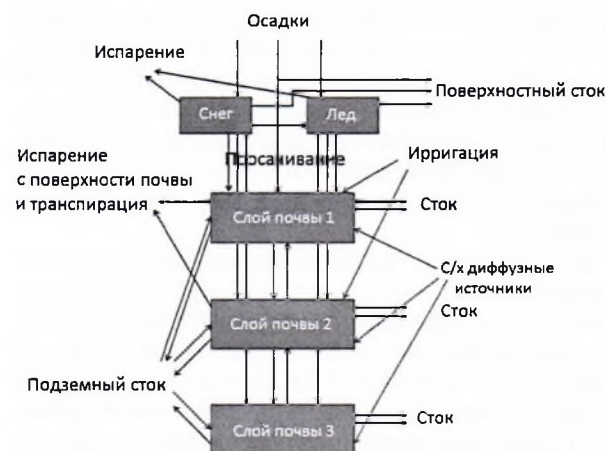 Осадки
Испарение
Поверхностный сток
Снег
Лед
Просачивание
Испарение
с поверхности почвы
и транспирация
Ирригация
Слой почвы 1
Сток
С/х диффузные
источники
Слой почвы 2
Сток
Подземный сток
Слой почвы 3
Сток